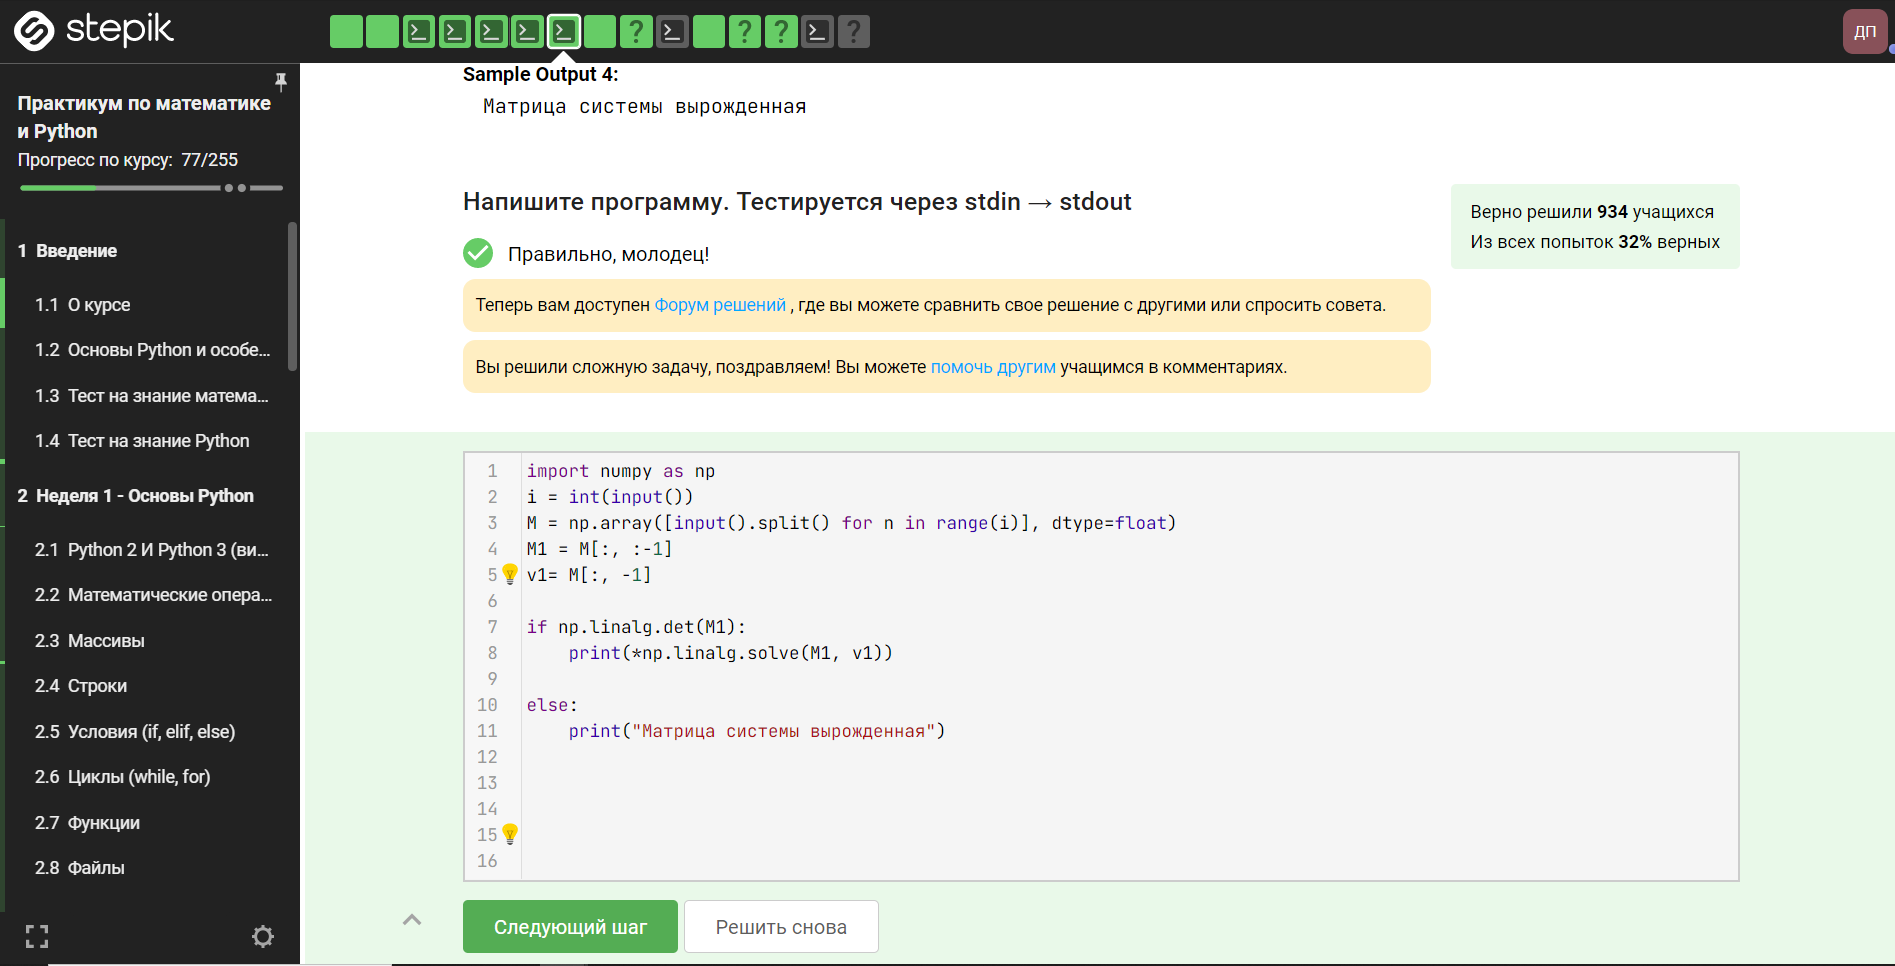 stepik
ДП
Практикум по математике
и Python
Прогресс по курсу: 77/255
1 Введение
1.1 О курсе
1.2 Основы Python и особе...
1.3 Тест на знание матема...
1.4 Тест на знание Python
2 Неделя 1 - Основы Python
2.1 Python 2 И Python 3 (ви...
2.2 Математические опера...
2.3 Массивы
2.4 Строки
2.5 Условия (if, elif, else)
2.6 Циклы (while, for)
2.7 Функции
2.8 Файлы
Sample Output 4:
Матрица системы вырожденная
Напишите программу. Тестируется через stdin → stdout
Верно решили 934 учащихся
Из всех попыток 32% верных
Правильно, молодец!
Теперь вам доступен Форум решений , где вы можете сравнить свое решение с другими или спросить совета.
Вы решили сложную задачу, поздравляем! Вы можете помочь другим учащимся в комментариях.
1 import numpy as np
2 i = int(input())
3 M = np.array([input().split() for n in range(i)], dtype=float)
4 M1 = M[:, :-1]
5 v1= M[:, -1]
6
7 if np.linalg.det(M1):
8     print(*np.linalg.solve(M1, v1))
9
10 else:
11     print("Матрица системы вырожденная")
12
13
14
15
16
Следующий шаг
Решить снова